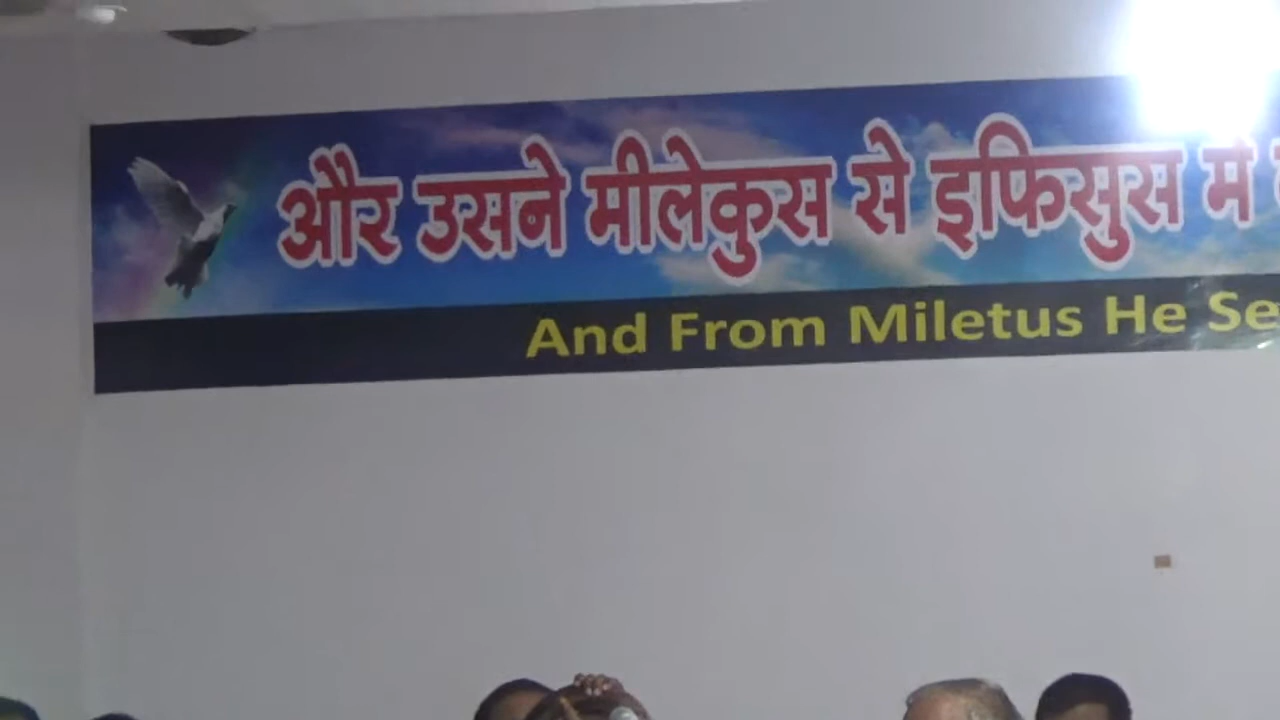 और उसने मीलेकुस से इफिसुस में
And From Miletus He